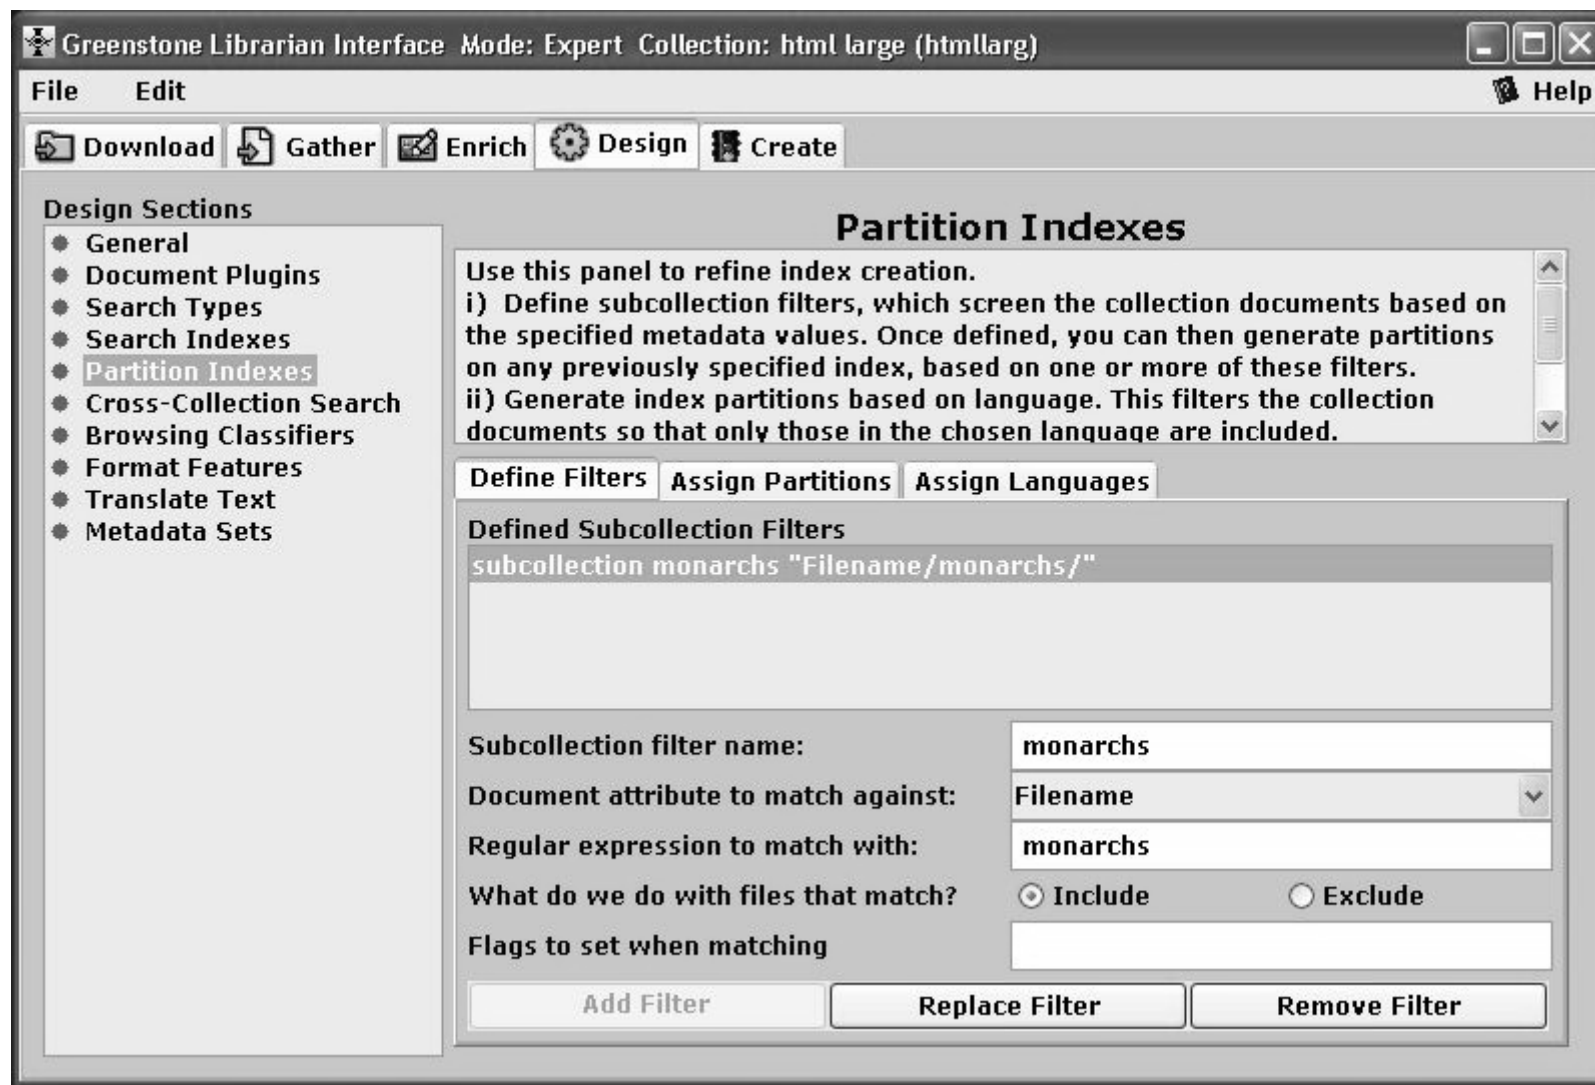 Greenstone Librarian Interface Mode: Expert Collection: html large (htmllarg)
File Edit Help
Download Gather Enrich Design Create
Design Sections
General
Document Plugins
Search Types
Search Indexes
Partition Indexes
Cross-Collection Search
Browsing Classifiers
Format Features
Translate Text
Metadata Sets
Partition Indexes
Use this panel to refine index creation.
i) Define subcollection filters, which screen the collection documents based on
the specified metadata values. Once defined, you can then generate partitions
on any previously specified index, based on one or more of these filters.
ii) Generate index partitions based on language. This filters the collection
documents so that only those in the chosen language are included.
Define Filters Assign Partitions Assign Languages
Defined Subcollection Filters
subcollection monarchs "Filename/monarchs/"
Subcollection filter name: monarchs
Document attribute to match against: Filename
Regular expression to match with: monarchs
What do we do with files that match? Include Exclude
Flags to set when matching
Add Filter Replace Filter Remove Filter